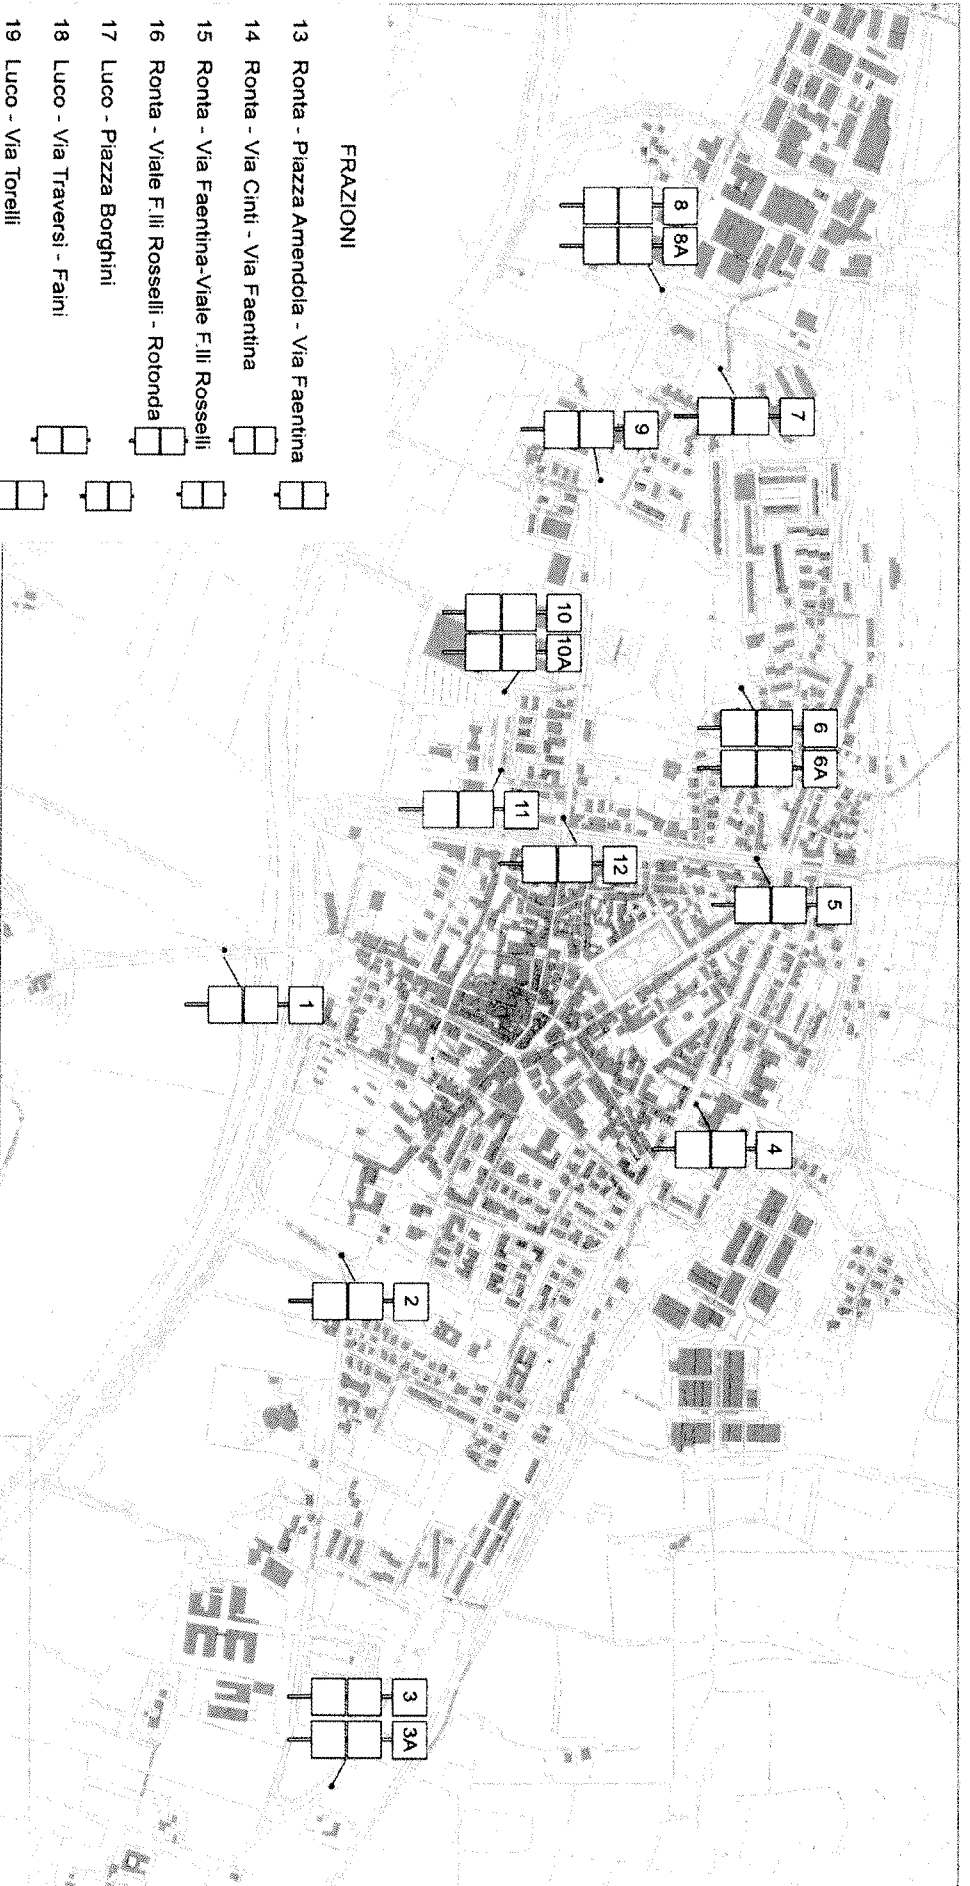 FRAZIONI
13 Ronta - Piazza Amendola - Via Faentina
14 Ronta - Via Cinti - Via Faentina
15 Ronta - Via Faentina-Viale F.lli Rosselli
16 Ronta - Viale F.lli Rosselli - Rotonda
17 Luco - Piazza Borghini
18 Luco - Via Traversi - Faini
19 Luco - Via Torelli
8 8A
7
9
10 10A
6 6A
11
12
5
1
4
2
3 3A